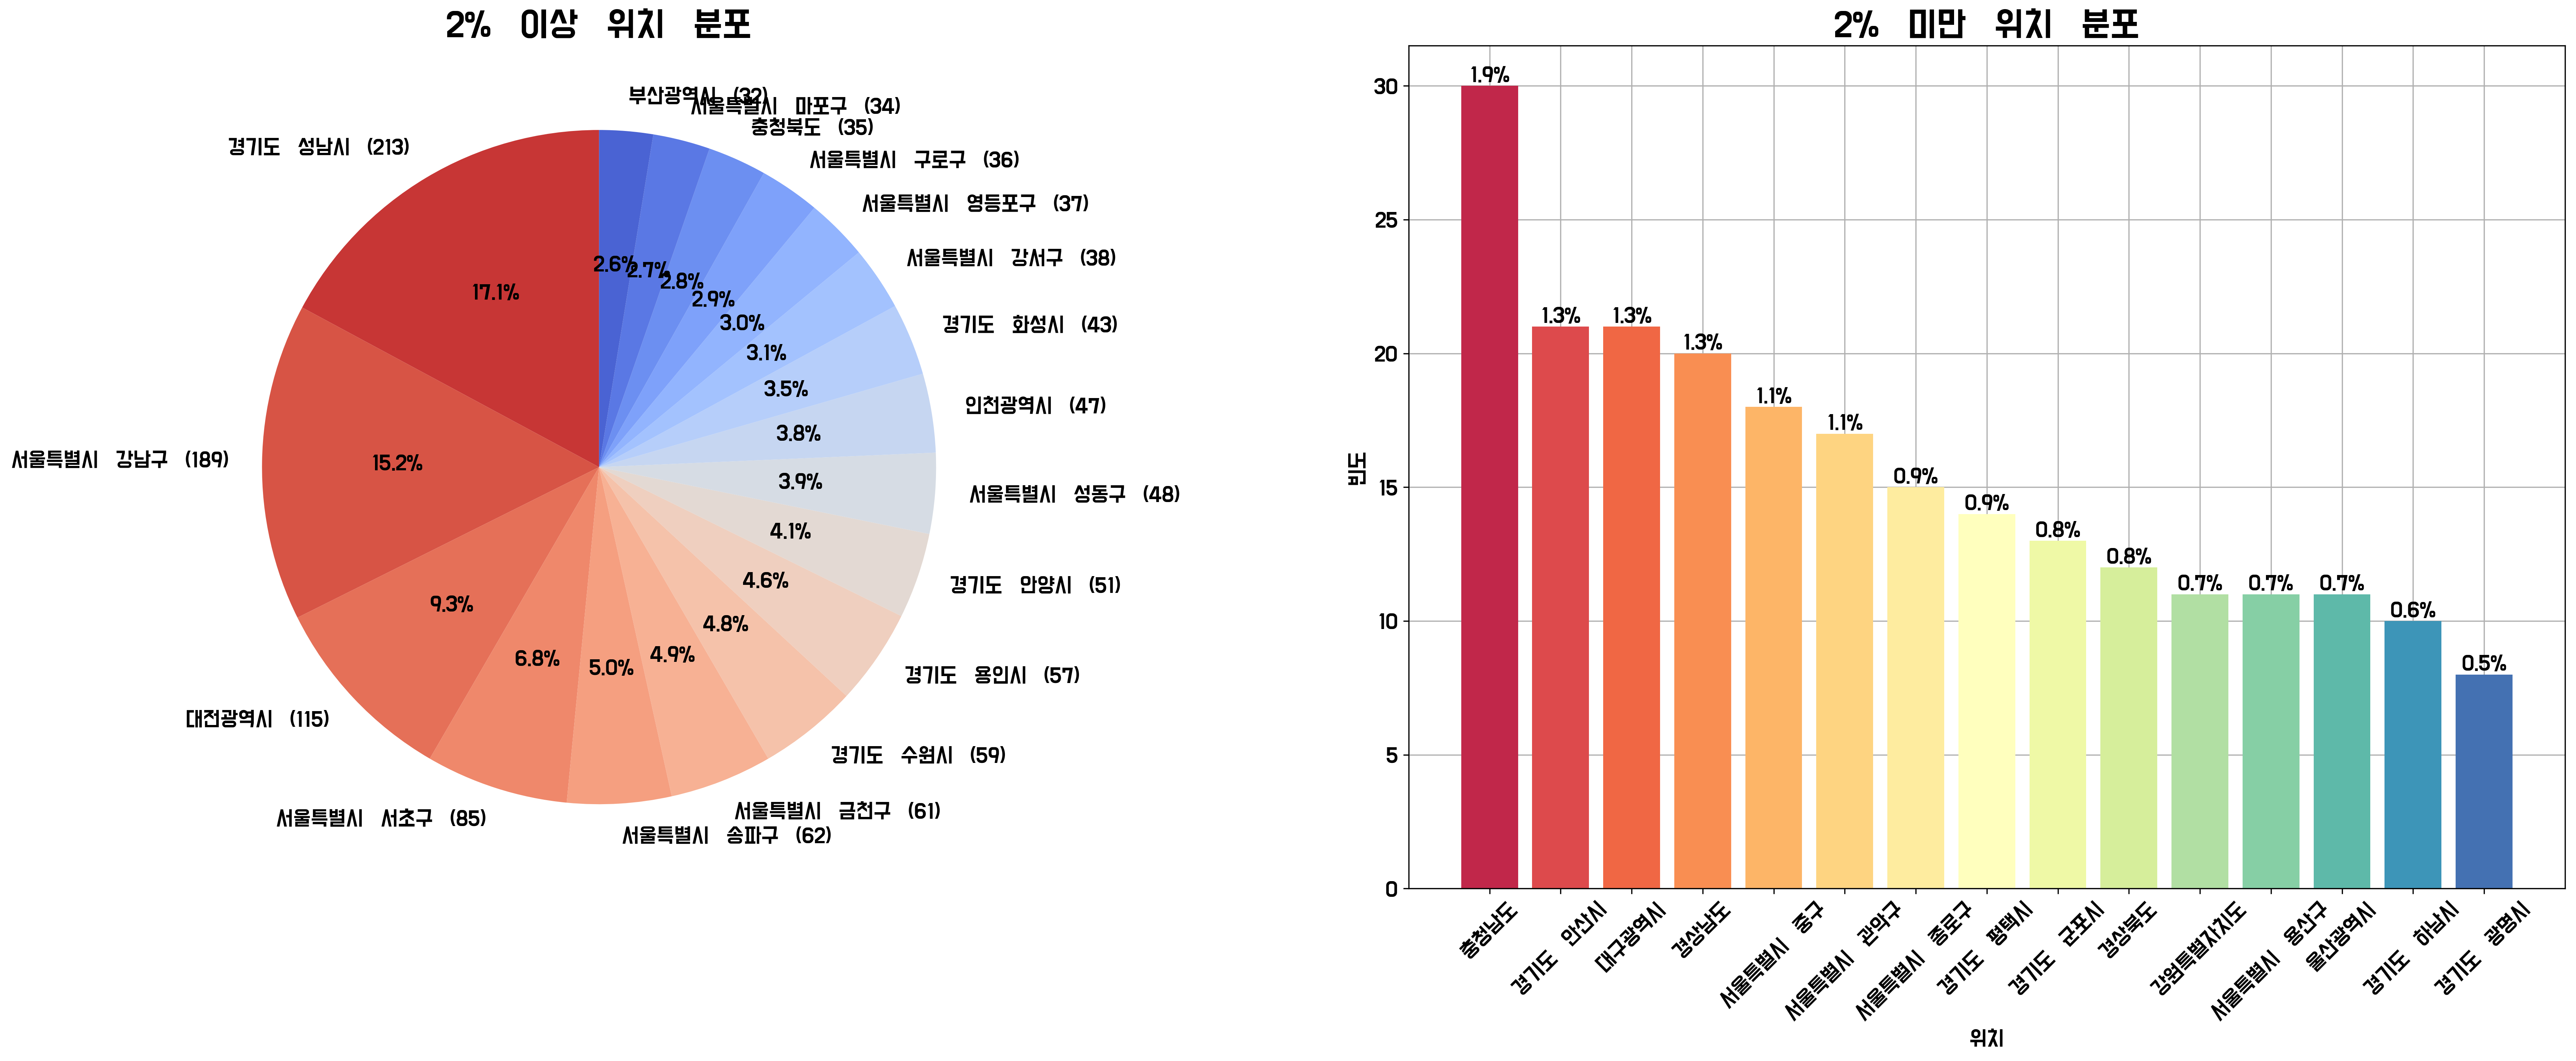 2% 이상 위치 분포
부산광역시 (32)
서울특별시 마포구 (34)
충청북도 (35)
서울특별시 구로구 (36)
서울특별시 영등포구 (37)
서울특별시 강서구 (38)
경기도 화성시 (43)
인천광역시 (47)
서울특별시 성동구 (48)
경기도 안양시 (51)
경기도 용인시 (57)
경기도 수원시 (59)
서울특별시 금천구 (61)
서울특별시 송파구 (62)
서울특별시 서초구 (85)
대전광역시 (115)
서울특별시 강남구 (189)
경기도 성남시 (213)
2.6%
2.7%
2.8%
2.9%
3.0%
3.1%
3.5%
3.8%
3.9%
4.1%
4.6%
4.8%
4.9%
5.0%
6.8%
9.3%
15.2%
17.1%
2% 미만 위치 분포
빈도
30
25
20
15
10
5
0
1.9%
1.3%
1.3%
1.3%
1.1%
1.1%
0.9%
0.9%
0.8%
0.8%
0.7%
0.7%
0.7%
0.6%
0.5%
충청남도
경기도 안산시
대구광역시
경상남도
서울특별시 중구
서울특별시 관악구
서울특별시 종로구
경기도 평택시
경기도 군포시
경상북도
강원특별자치도
서울특별시 용산구
울산광역시
경기도 하남시
경기도 광명시
위치